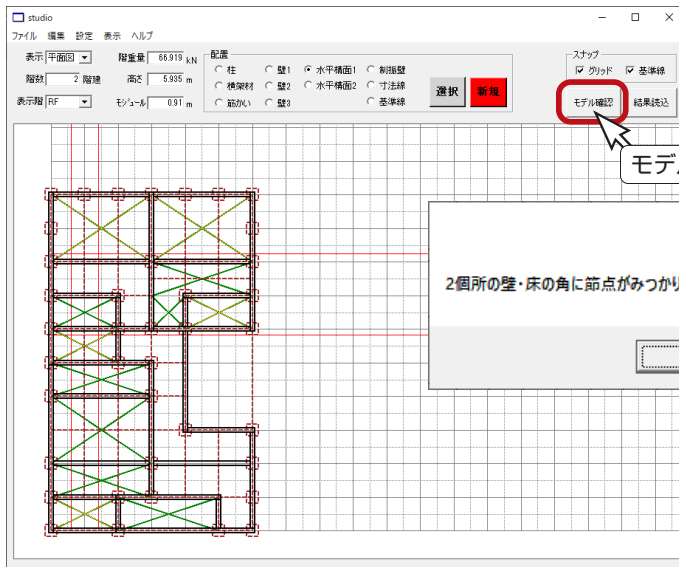 studio
ファイル 編集 設定 表示 ヘルプ
表示 平面図 階重量 66.919 kN
階数 2 階建 高さ 5.935 m
表示階 RF モジュール 0.91 m
配置
柱 壁1 水平構面1 制振壁
横架材 壁2 水平構面2 寸法線
筋かい 壁3 基準線
選択 新規
スナップ
グリッド 基準線
モデル確認 結果読込
モデル
2個所の壁・床の角に節点がみつかり